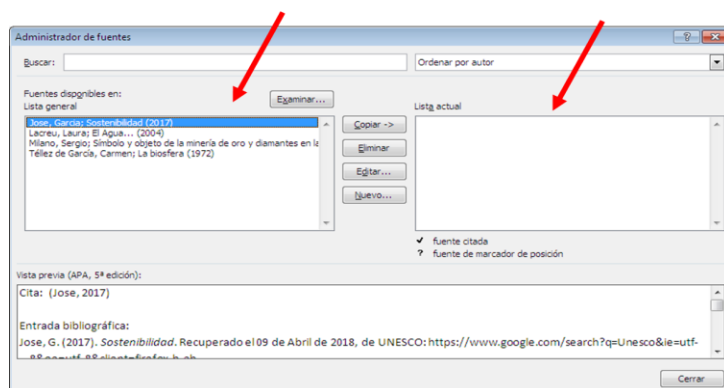 Administrador de fuentes
Buscar:
Ordenar por autor
Fuentes disponibles en:
Lista general
Examinar...
Lista actual
Jose, Garcia; Sostenibilidad (2017)
Lacreu, Laura; El Agua... (2004)
Milano, Sergio; Símbolo y objeto de la minería de oro y diamantes en la
Téllez de García, Carmen; La biosfera (1972)
Copiar ->
Eliminar
Editar...
Nuevo...
✔ fuente citada
? fuente de marcador de posición
Vista previa (APA, 5ª edición):
Cita: (Jose, 2017)
Entrada bibliográfica:
Jose, G. (2017). Sostenibilidad. Recuperado el 09 de Abril de 2018, de UNESCO: https://www.google.com/search?q=Unesco&ie=utf-
Cerrar